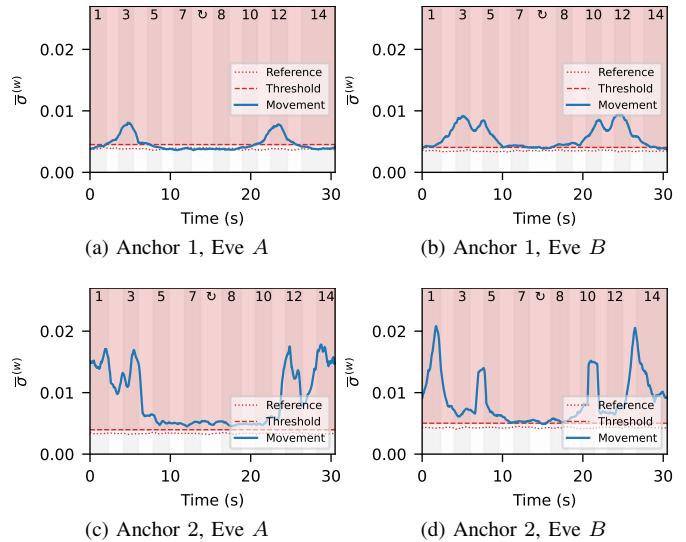 1 3 5 7 ↻ 8 10 12 14
0.02
0.01
0.00
σ̅⁽ʷ⁾
Reference
Threshold
Movement
0 10 20 30
Time (s)
(a) Anchor 1, Eve A
1 3 5 7 ↻ 8 10 12 14
0.02
0.01
0.00
σ̅⁽ʷ⁾
Reference
Threshold
Movement
0 10 20 30
Time (s)
(b) Anchor 1, Eve B
1 3 5 7 ↻ 8 10 12 14
0.02
0.01
0.00
σ̅⁽ʷ⁾
Reference
Threshold
Movement
0 10 20 30
Time (s)
(c) Anchor 2, Eve A
1 3 5 7 ↻ 8 10 12 14
0.02
0.01
0.00
σ̅⁽ʷ⁾
Reference
Threshold
Movement
0 10 20 30
Time (s)
(d) Anchor 2, Eve B